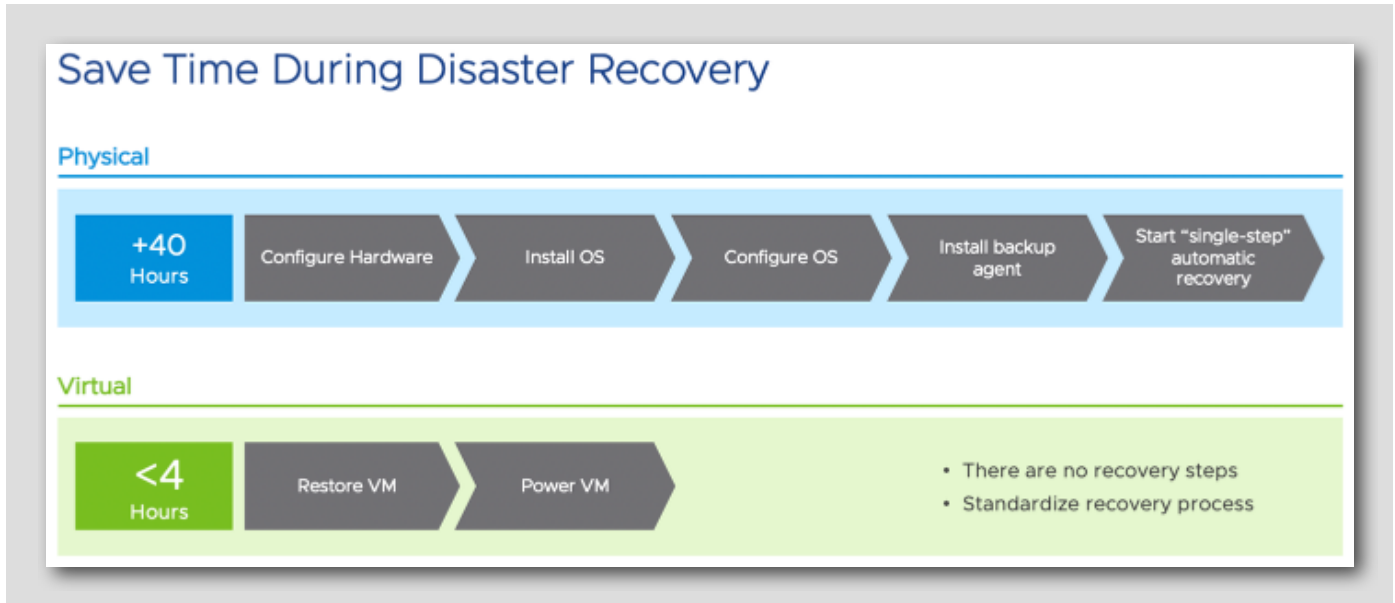 Save Time During Disaster Recovery
Physical
+40
Hours
Configure Hardware
Install OS
Configure OS
Install backup
agent
Start “single-step”
automatic
recovery
Virtual
<4
Hours
Restore VM
Power VM
• There are no recovery steps
• Standardize recovery process